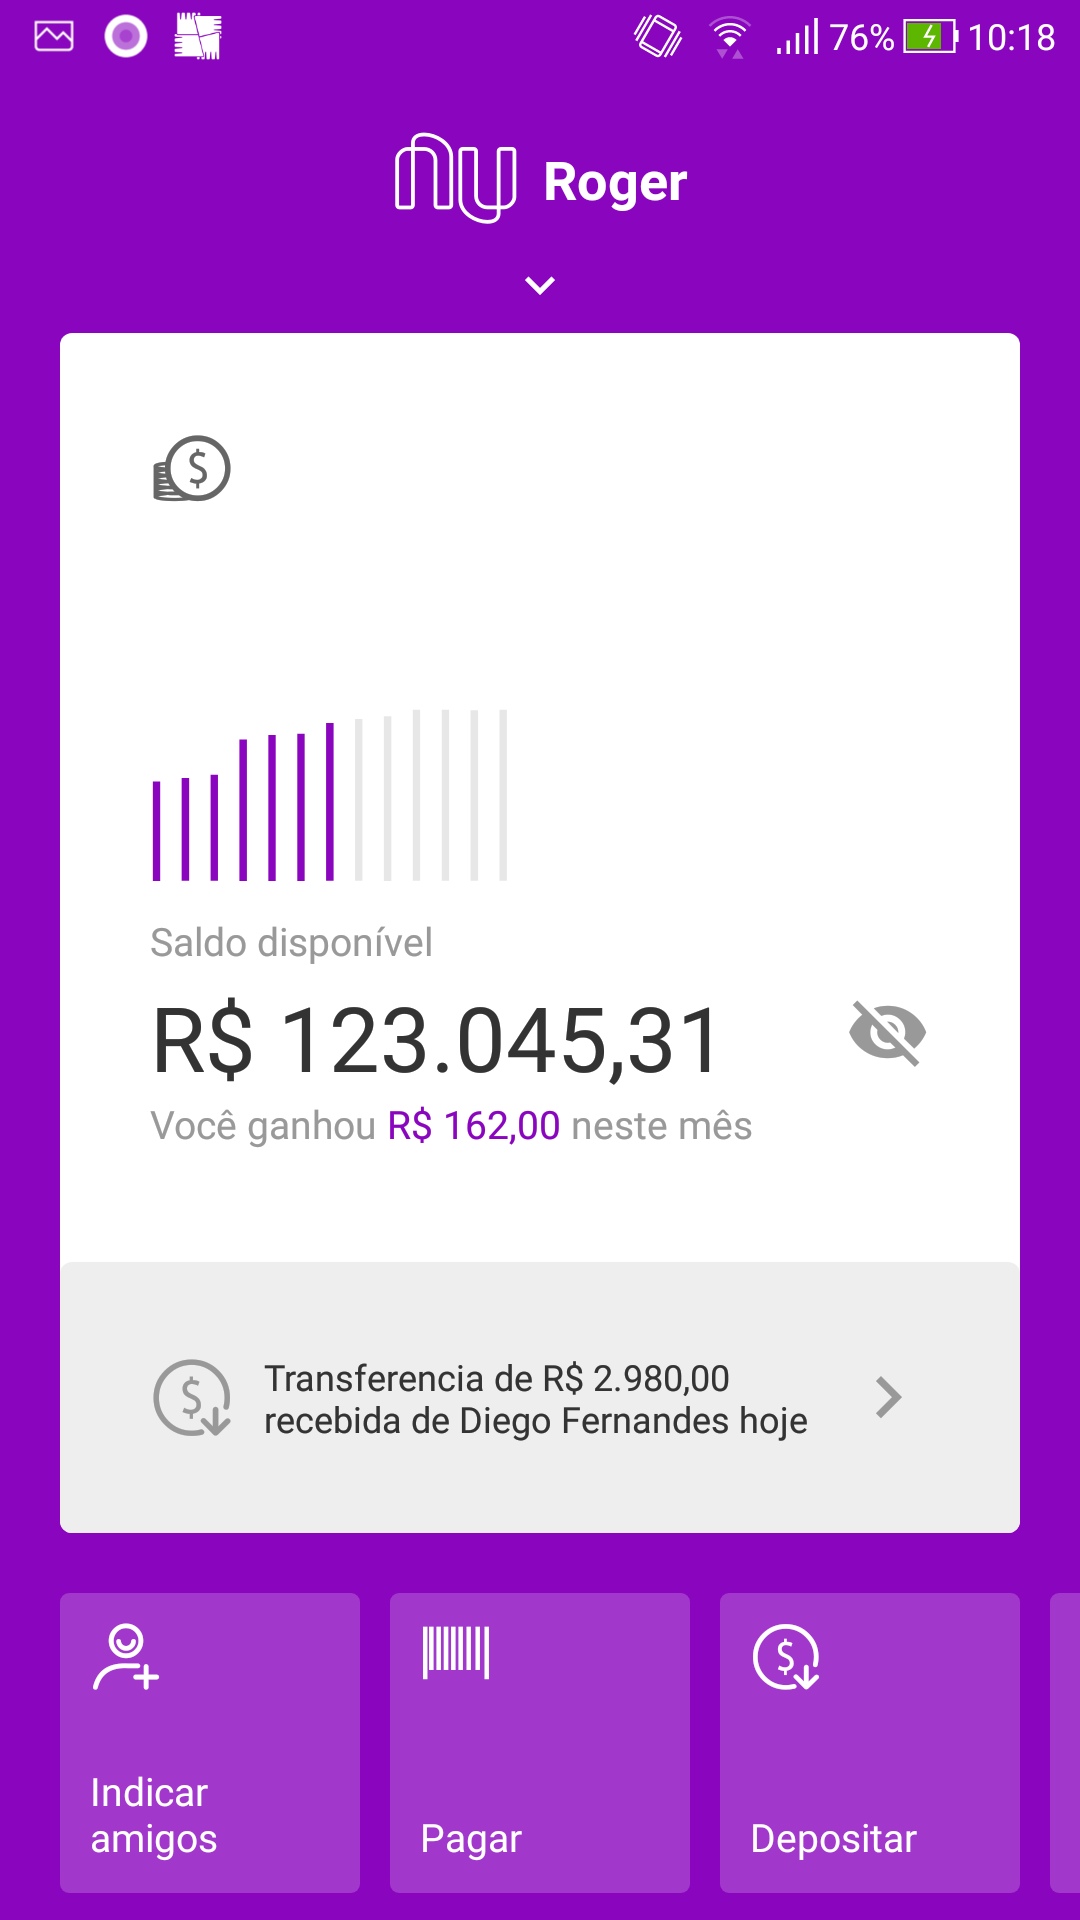 76% 10:18
nu Roger
Saldo disponível
R$ 123.045,31
Você ganhou R$ 162,00 neste mês
Transferencia de R$ 2.980,00
recebida de Diego Fernandes hoje
Indicar
amigos
Pagar
Depositar